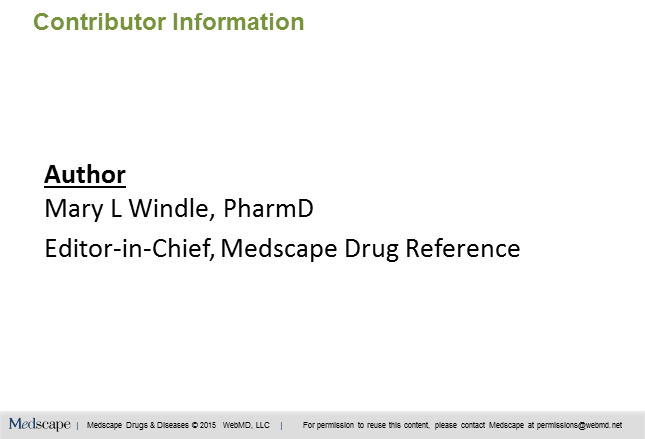 Contributor Information
Author
Mary L Windle, PharmD
Editor-in-Chief, Medscape Drug Reference
Medscape | Medscape Drugs & Diseases © 2015 WebMD, LLC | For permission to reuse this content, please contact Medscape at permissions@webmd.net